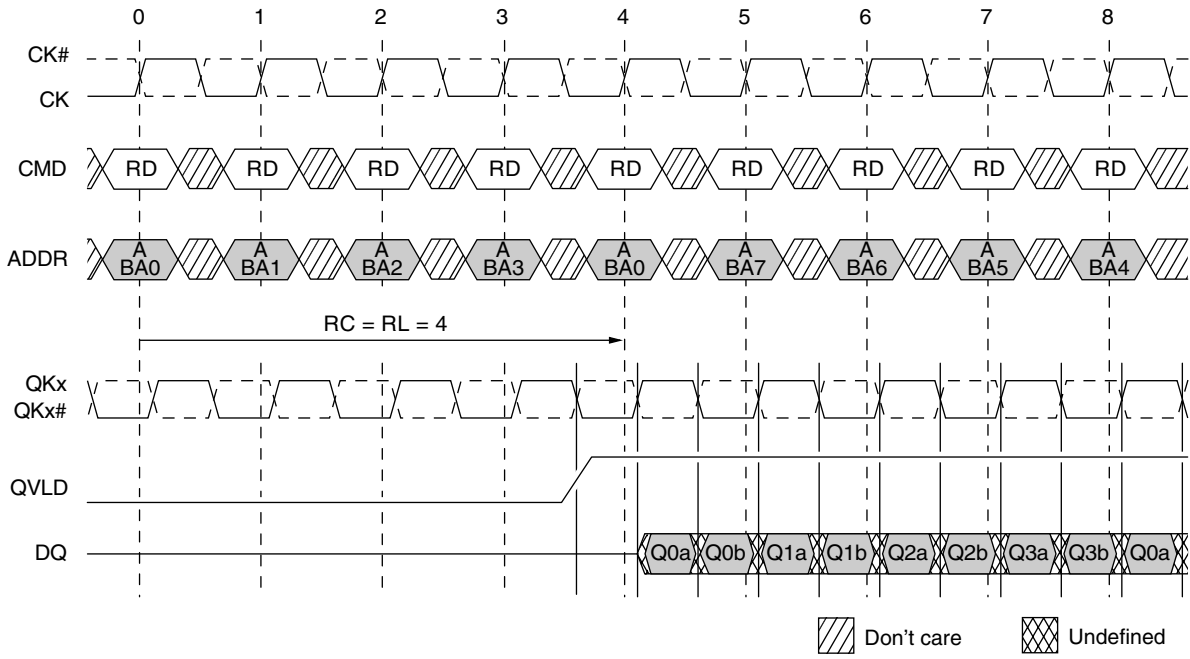 0 1 2 3 4 5 6 7 8
CK#
CK
CMD RD RD RD RD RD RD RD RD RD
A A A A A A A A A
ADDR
BA0 BA1 BA2 BA3 BA0 BA7 BA6 BA5 BA4
RC = RL = 4
QKx
QKx#
QVLD
DQ Q0a Q0b Q1a Q1b Q2a Q2b Q3a Q3b Q0a
Don't care Undefined